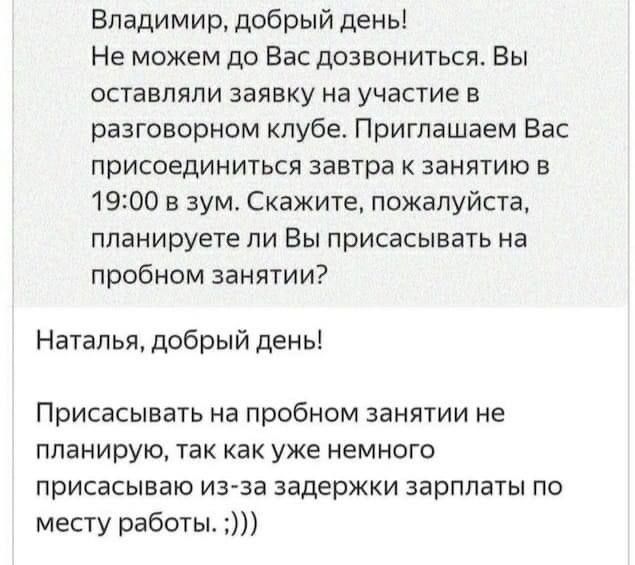 Владимир, добрый день!
Не можем до Вас дозвониться. Вы
оставляли заявку на участие в
разговорном клубе. Приглашаем Вас
присоединиться завтра к занятию в
19:00 в зум. Скажите, пожалуйста,
планируете ли Вы присасывать на
пробном занятии?
Наталья, добрый день!
Присасывать на пробном занятии не
планирую, так как уже немного
присасываю из-за задержки зарплаты по
месту работы. ;)))